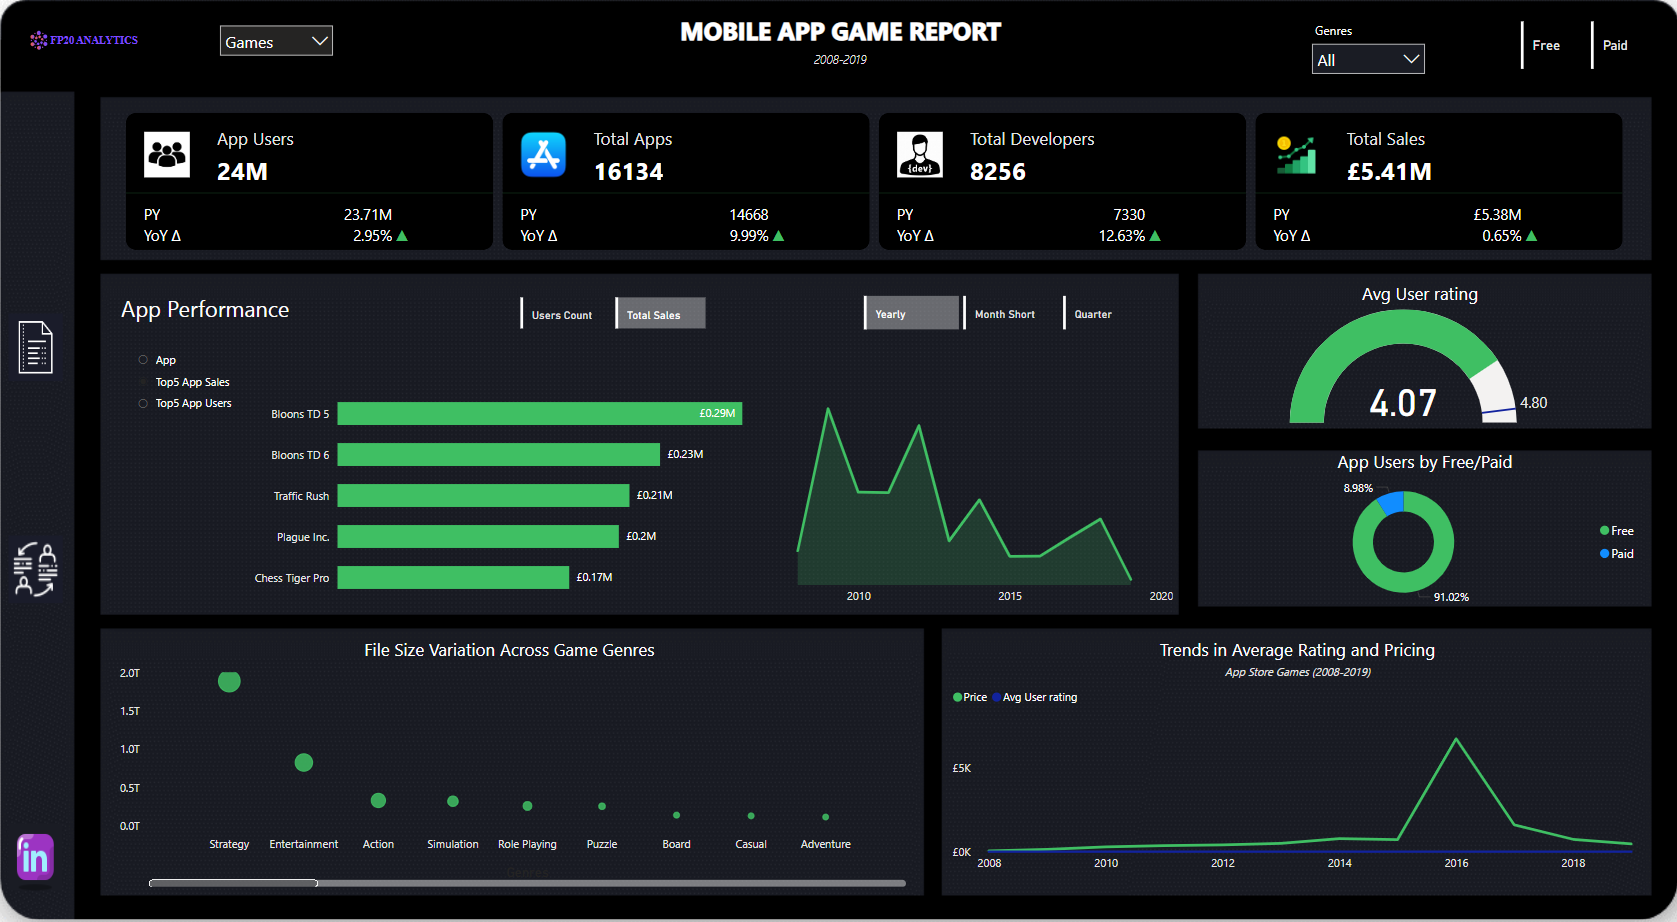 FP20 ANALYTICS
Games
MOBILE APP GAME REPORT
2008-2019
Genres
All
Free
Paid
App Users
24M
PY 23.71M
YoY Δ 2.95%
Total Apps
16134
PY 14668
YoY Δ 9.99%
Total Developers
8256
{dev}
PY 7330
YoY Δ 12.63%
Total Sales
£5.41M
PY £5.38M
YoY Δ 0.65%
App Performance
Users Count
Total Sales
Yearly
Month Short
Quarter
App
Top5 App Sales
Top5 App Users
Bloons TD 5 £0.29M
Bloons TD 6 £0.23M
Traffic Rush £0.21M
Plague Inc. £0.2M
Chess Tiger Pro £0.17M
2010 2015 2020
Avg User rating
4.07
4.80
App Users by Free/Paid
8.98%
Free
Paid
91.02%
File Size Variation Across Game Genres
2.0T
1.5T
1.0T
0.5T
0.0T
Strategy Entertainment Action Simulation Role Playing Puzzle Board Casual Adventure
Genres
Trends in Average Rating and Pricing
App Store Games (2008-2019)
Price Avg User rating
£5K
£0K
2008 2010 2012 2014 2016 2018
in